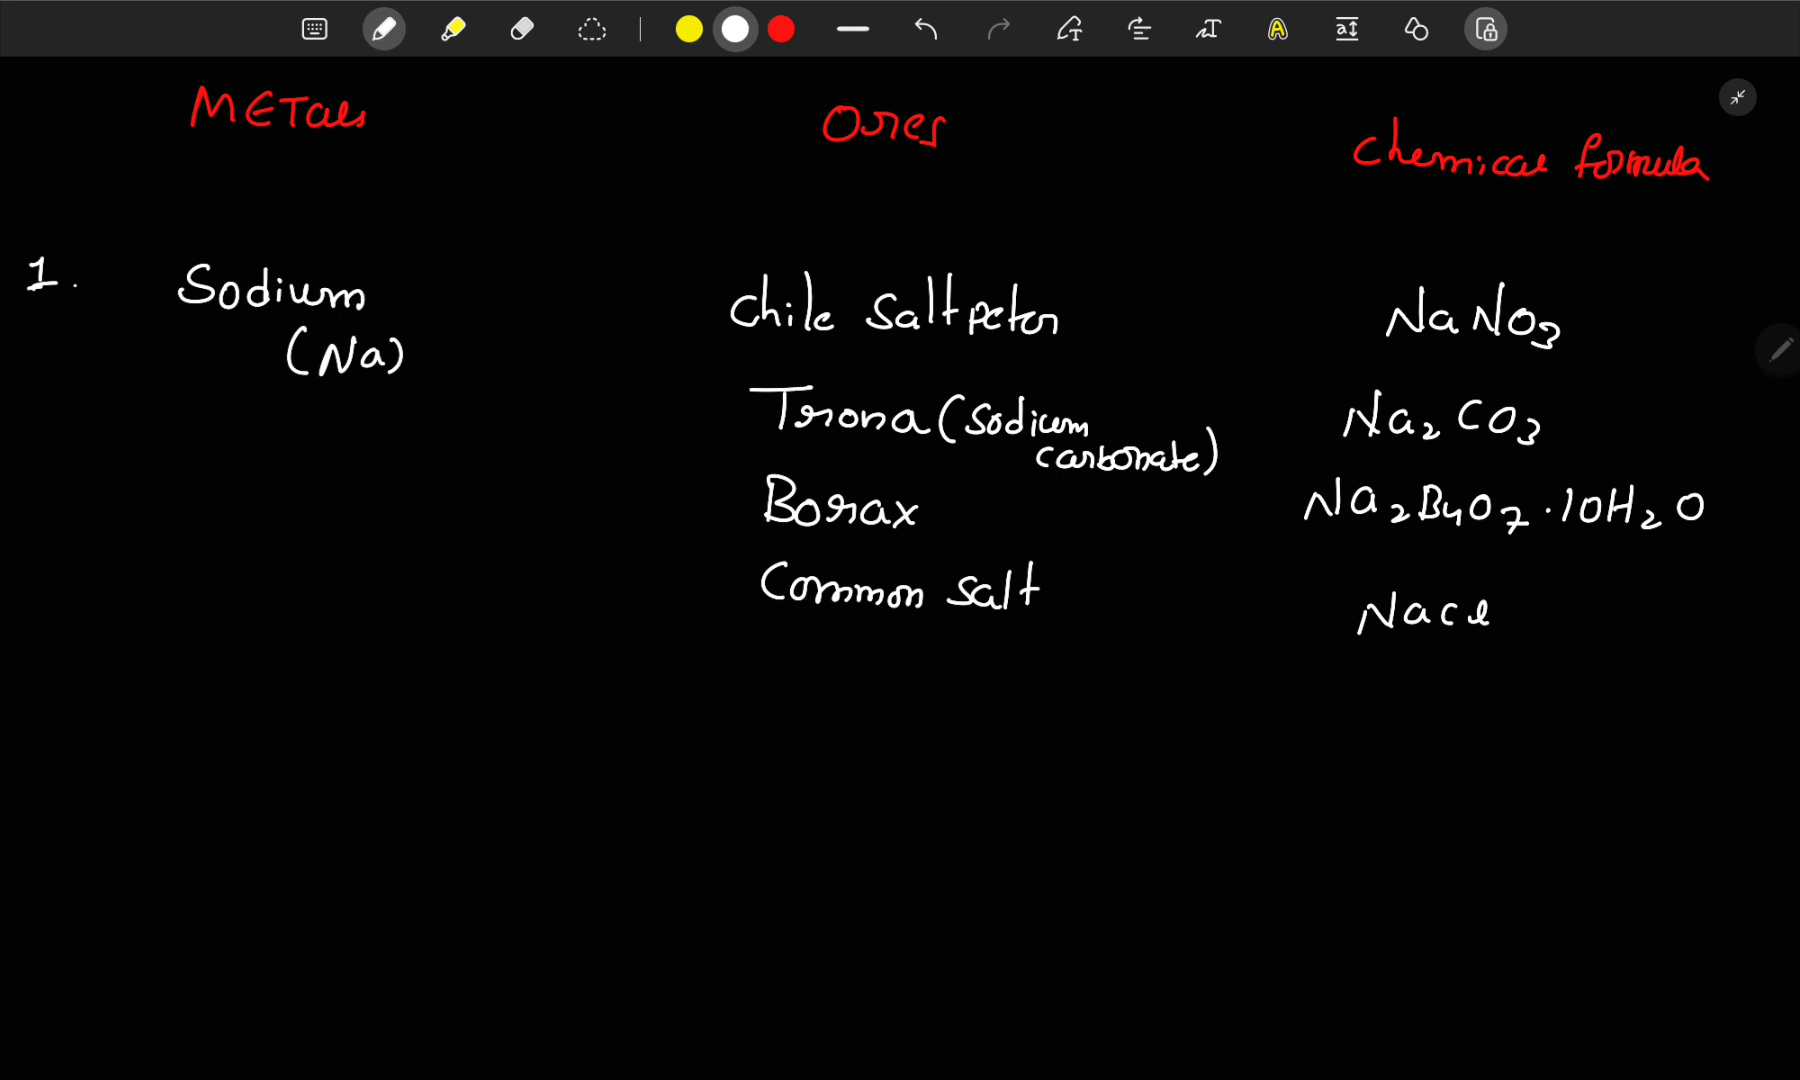 METals
Ores
Chemical formula
1. Sodium
(Na)
Chile Saltpeter
NaNO₃
Trona (Sodium
carbonate)
Na₂CO₃
Borax
Na₂B₄O₇·10H₂O
Common Salt
NaCl